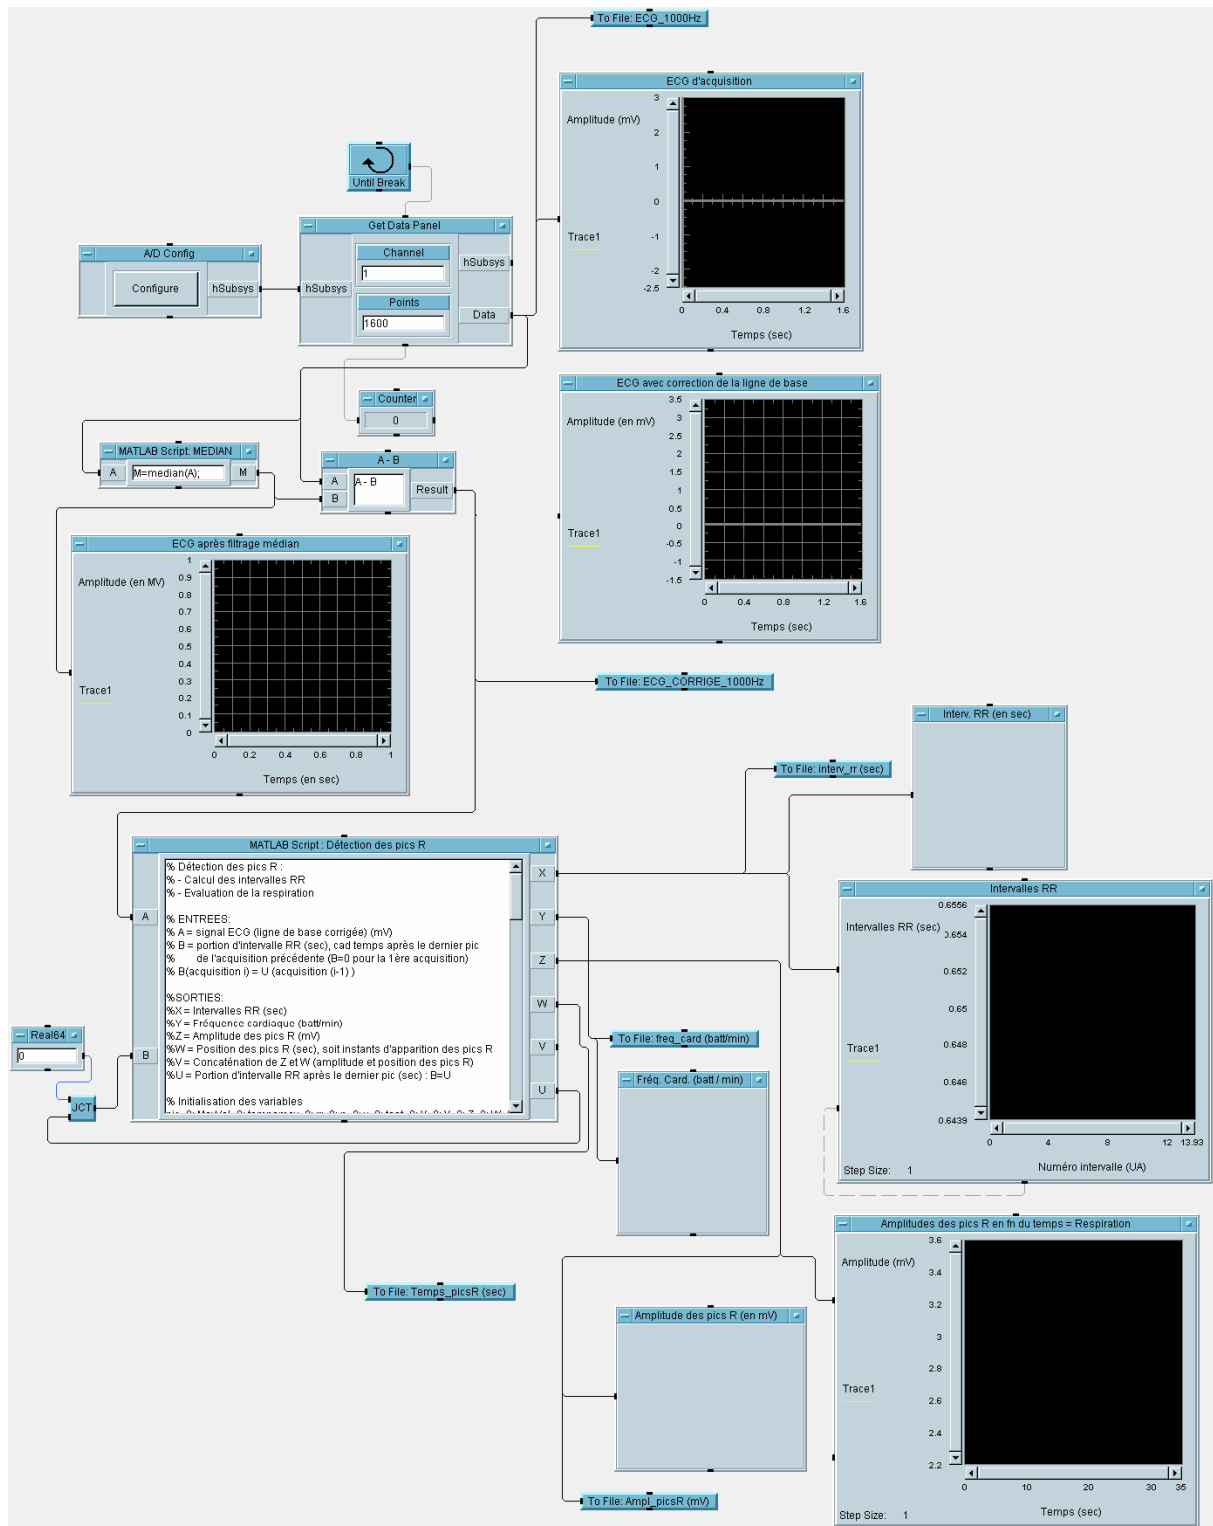 To File: ECG_1000Hz
ECG d'acquisition
Amplitude (mV)
3
2
1
0
-1
-2
-2.5
Trace1
0 0.4 0.8 1.2 1.6
Temps (sec)
Until Break
Get Data Panel
Channel
1
Points
1600
hSubsys
hSubsys
Data
A/D Config
Configure
hSubsys
Counter
0
MATLAB Script: MEDIAN
A
M=median(A);
M
A - B
A
B
A - B
Result
ECG avec correction de la ligne de base
Amplitude (en mV)
3.5
3
2.5
2
1.5
1
0.5
0
-0.5
-1
-1.5
Trace1
0 0.4 0.8 1.2 1.6
Temps (sec)
ECG après filtrage médian
Amplitude (en MV)
1
0.9
0.8
0.7
0.6
0.5
0.4
0.3
0.2
0.1
0
Trace1
0 0.2 0.4 0.6 0.8 1
Temps (en sec)
To File: ECG_CORRIGE_1000Hz
Interv. RR (en sec)
To File: interv_rr (sec)
MATLAB Script : Détection des pics R
A
B
% Détection des pics R :
% - Calcul des intervalles RR
% - Evaluation de la respiration
% ENTREES:
% A = signal ECG (ligne de base corrigée) (mV)
% B = portion d'intervalle RR (sec), cad temps après le dernier pic
% de l'acquisition précédente (B=0 pour la 1ère acquisition)
% B(acquisition i) = U (acquisition (i-1) )
%SORTIES:
%X = Intervalles RR (sec)
%Y = Fréquence cardiaque (batt/min)
%Z = Amplitude des pics R (mV)
%W = Position des pics R (sec), soit instants d'apparition des pics R
%V = Concaténation de Z et W (amplitude et position des pics R)
%U = Portion d'intervalle RR après le dernier pic (sec) : B=U
% Initialisation des variables
X
Y
Z
W
V
U
Real64
0
JCT
Intervalles RR
Intervalles RR (sec)
0.6556
0.654
0.652
0.65
0.648
0.646
0.6439
Trace1
0 4 8 12 13.93
Numéro intervalle (UA)
Step Size: 1
To File: freq_card (batt/min)
Fréq. Card. (batt / min)
To File: Temps_picsR (sec)
Amplitudes des pics R en fn du temps = Respiration
Amplitude (mV)
3.6
3.4
3.2
3
2.8
2.6
2.4
2.2
Trace1
0 10 20 30 35
Temps (sec)
Step Size: 1
Amplitude des pics R (en mV)
To File: Ampl_picsR (mV)